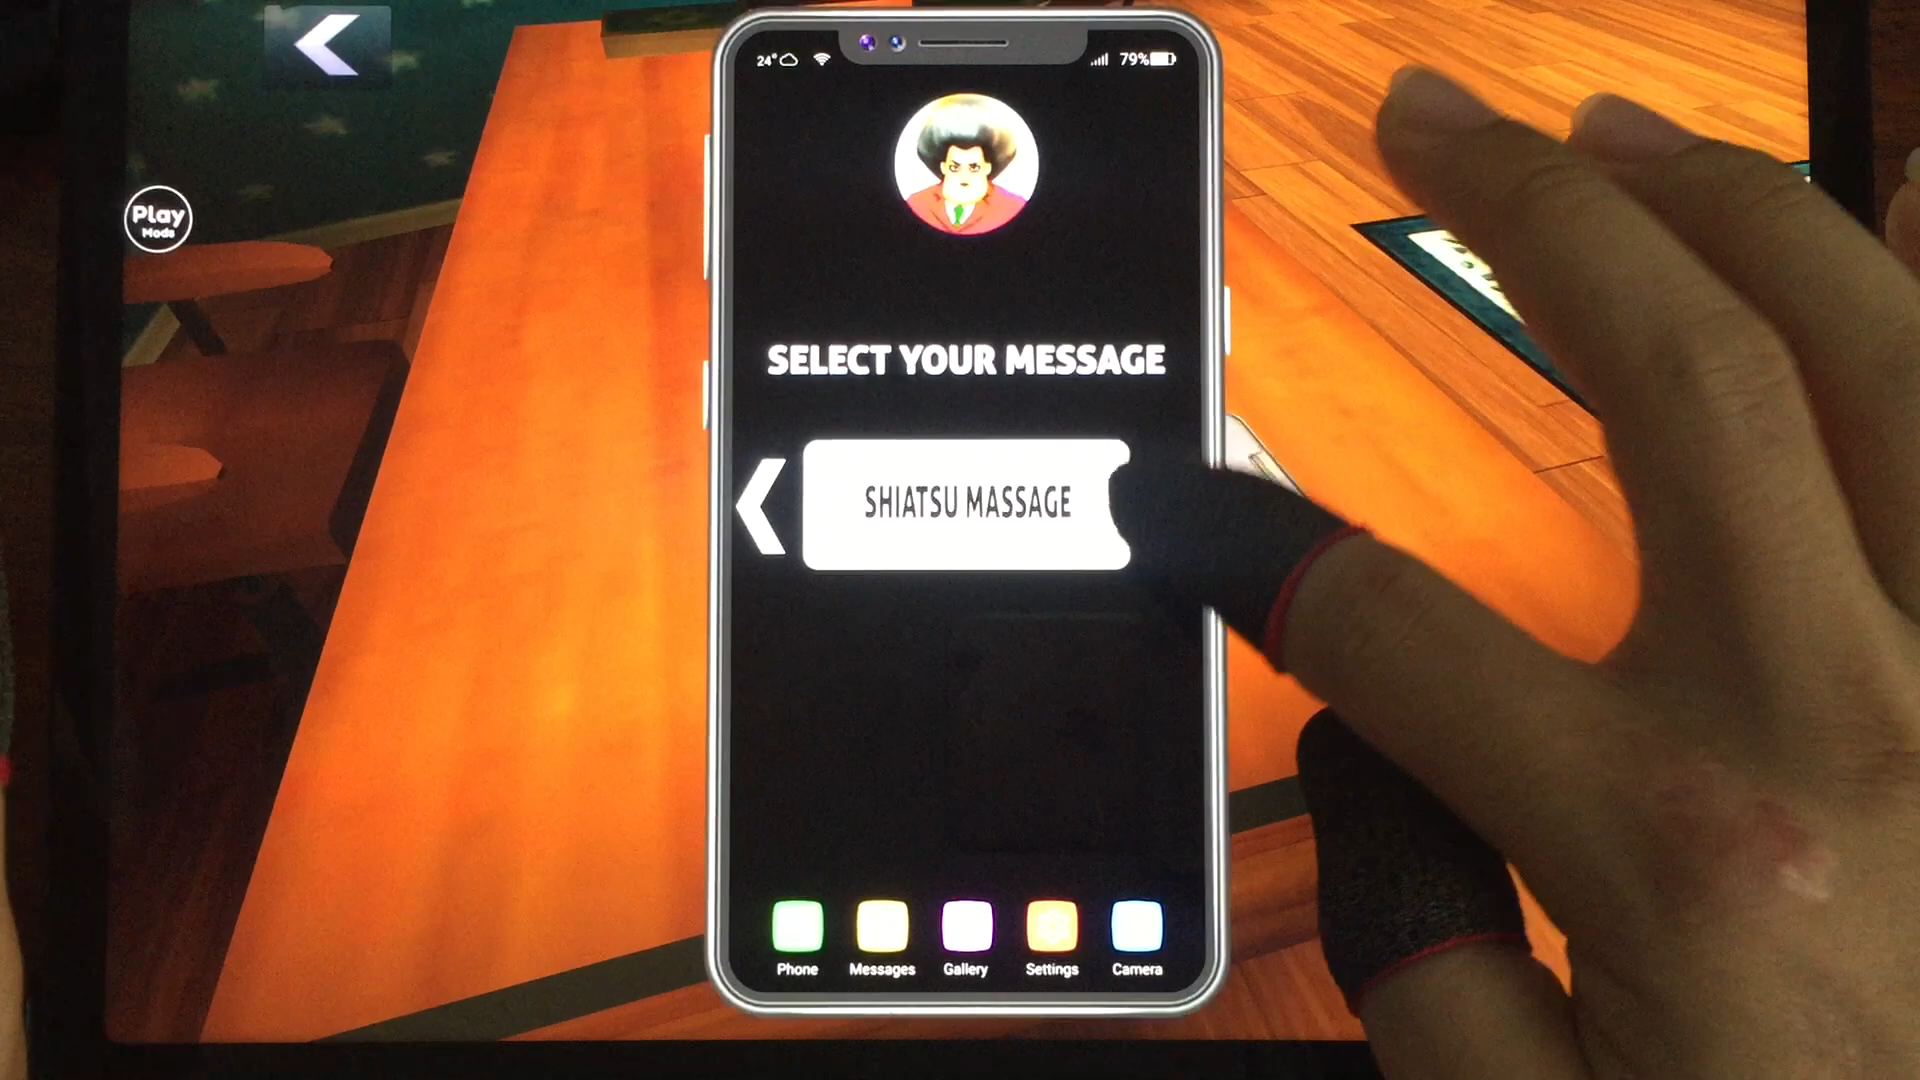 24°
79%
Play
Mods
SELECT YOUR MESSAGE
SHIATSU MASSAGE
Phone
Messages
Gallery
Settings
Camera